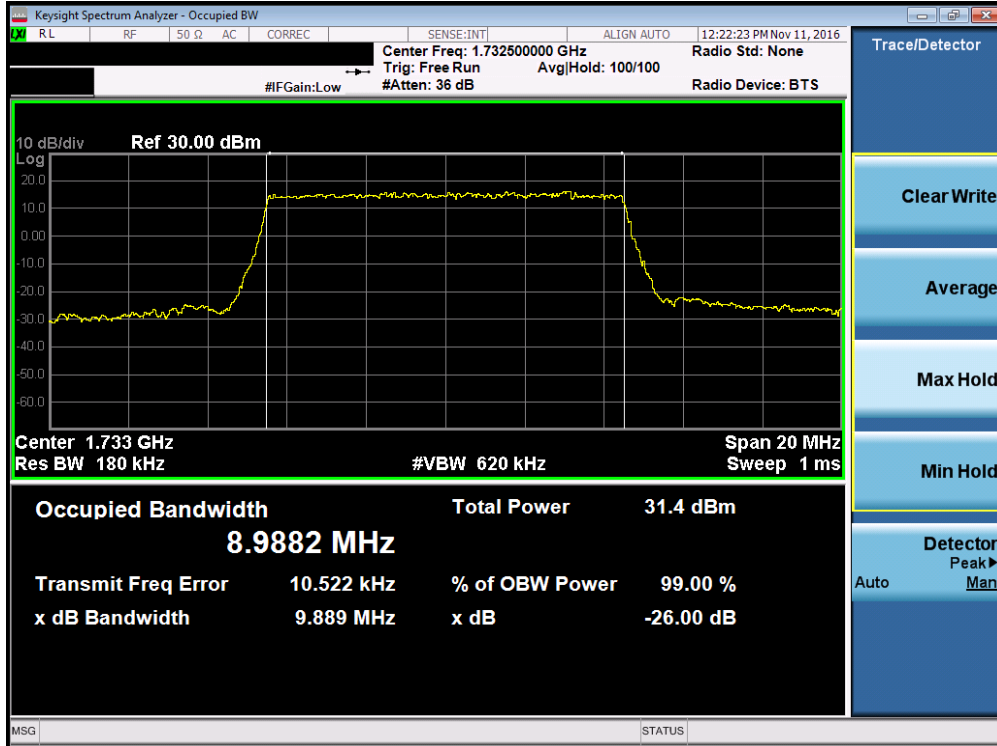 Keysight Spectrum Analyzer - Occupied BW
LXI RL RF 50 Ω AC CORREC SENSE:INT ALIGN AUTO 12:22:23 PM Nov 11, 2016
Center Freq: 1.732500000 GHz Radio Std: None
Trig: Free Run Avg|Hold: 100/100
#IFGain:Low #Atten: 36 dB Radio Device: BTS
Trace/Detector
10 dB/div Ref 30.00 dBm
Log
20.0
10.0
0.00
-10.0
-20.0
-30.0
-40.0
-50.0
-60.0
Center 1.733 GHz Span 20 MHz
Res BW 180 kHz #VBW 620 kHz Sweep 1 ms
Occupied Bandwidth Total Power 31.4 dBm
8.9882 MHz
Transmit Freq Error 10.522 kHz % of OBW Power 99.00 %
x dB Bandwidth 9.889 MHz x dB -26.00 dB
Clear Write
Average
Max Hold
Min Hold
Detector
Peak▶
Auto Man
MSG STATUS